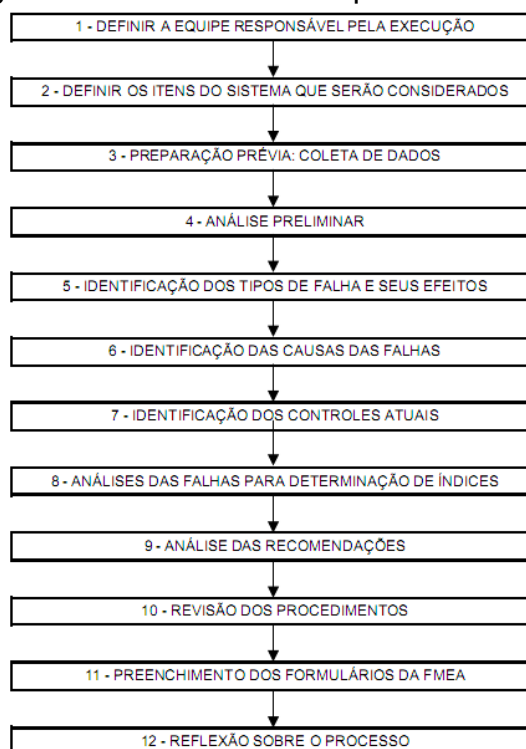 1 - DEFINIR A EQUIPE RESPONSÁVEL PELA EXECUÇÃO
2 - DEFINIR OS ITENS DO SISTEMA QUE SERÃO CONSIDERADOS
3 - PREPARAÇÃO PRÉVIA: COLETA DE DADOS
4 - ANÁLISE PRELIMINAR
5 - IDENTIFICAÇÃO DOS TIPOS DE FALHA E SEUS EFEITOS
6 - IDENTIFICAÇÃO DAS CAUSAS DAS FALHAS
7 - IDENTIFICAÇÃO DOS CONTROLES ATUAIS
8 - ANÁLISES DAS FALHAS PARA DETERMINAÇÃO DE ÍNDICES
9 - ANÁLISE DAS RECOMENDAÇÕES
10 - REVISÃO DOS PROCEDIMENTOS
11 - PREENCHIMENTO DOS FORMULÁRIOS DA FMEA
12 - REFLEXÃO SOBRE O PROCESSO